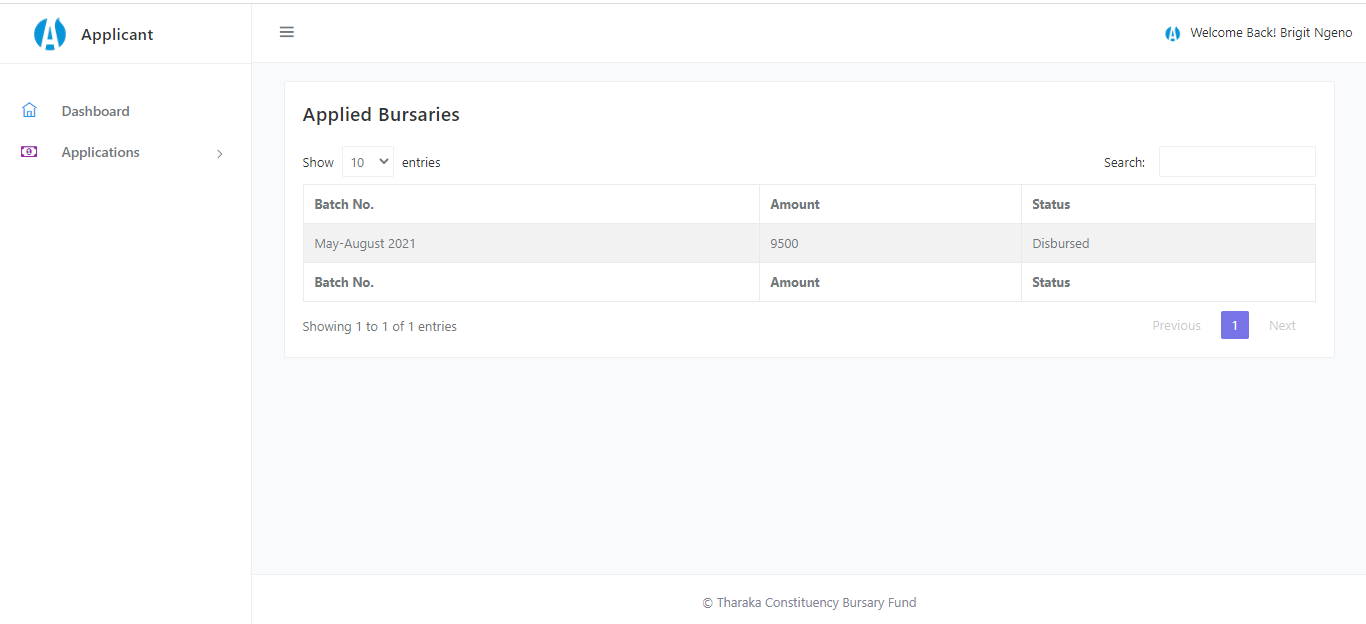 Applicant
Welcome Back! Brigit Ngeno
Dashboard
Applications
Applied Bursaries
Show 10 entries Search:
Batch No. Amount Status
May-August 2021 9500 Disbursed
Batch No. Amount Status
Showing 1 to 1 of 1 entries Previous 1 Next
© Tharaka Constituency Bursary Fund